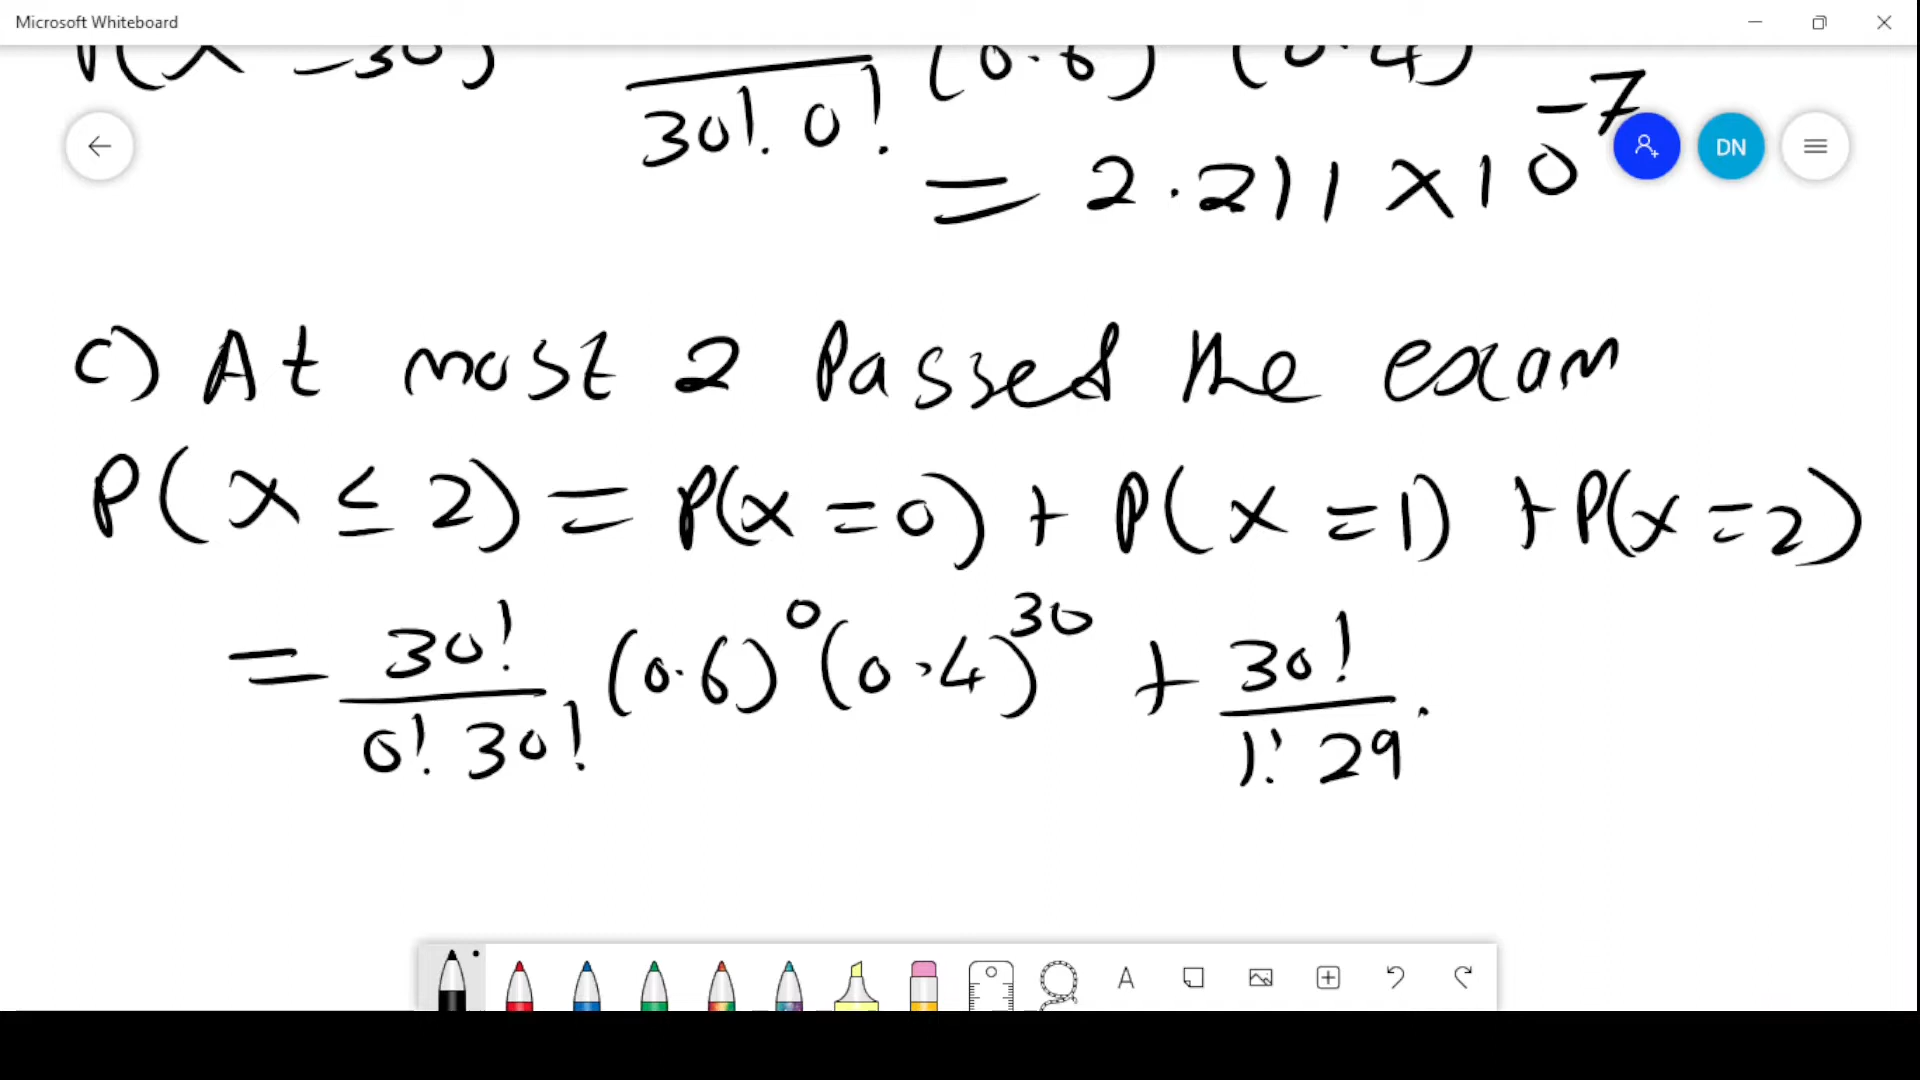 Microsoft Whiteboard
P(x = 30) (0.6) (0.4)
30!. 0!
DN
= 2.211 x 10^-7
c) At most 2 Passed the exam
P(x ≤ 2) = P(x = 0) + P(x = 1) + P(x = 2)
= 30!/0! 30! (0.6)^0 (0.4)^30 + 30!/1! 29.
A